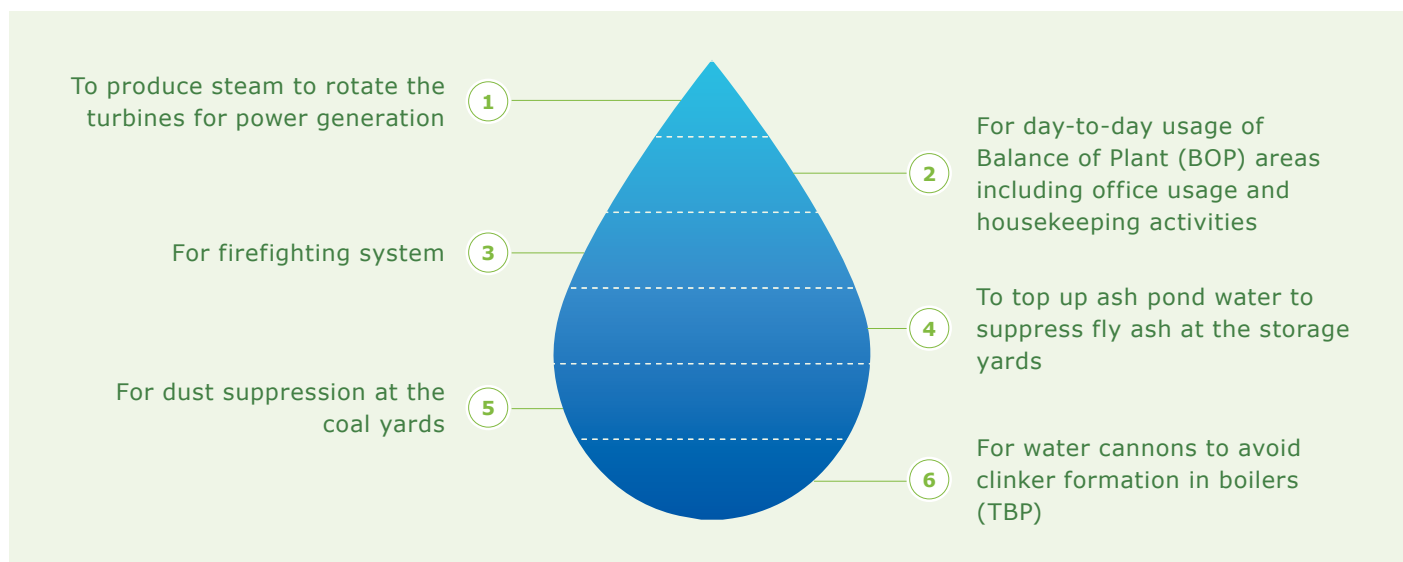 To produce steam to rotate the
turbines for power generation
1
For day-to-day usage of
Balance of Plant (BOP) areas
including office usage and
housekeeping activities
2
For firefighting system
3
To top up ash pond water to
suppress fly ash at the storage
yards
4
For dust suppression at the
coal yards
5
For water cannons to avoid
clinker formation in boilers
(TBP)
6